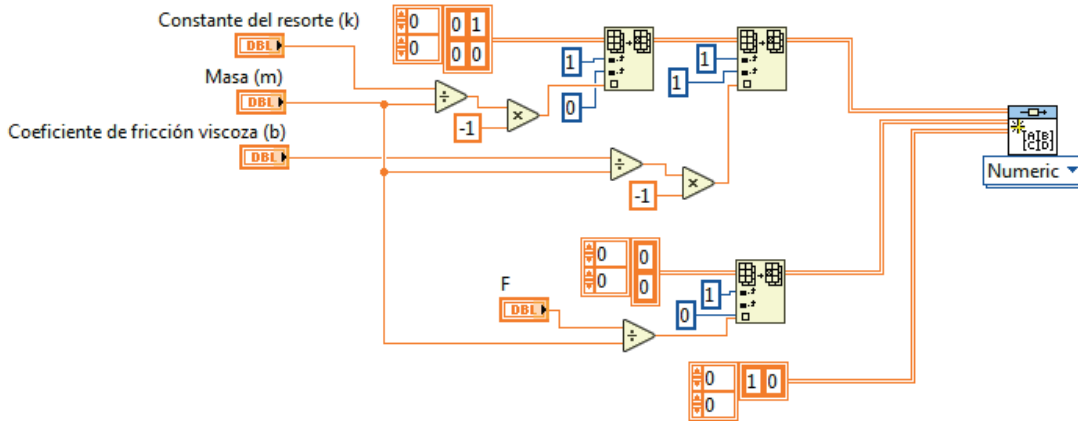 Constante del resorte (k)
DBL
Masa (m)
DBL
Coeficiente de fricción viscoza (b)
DBL
0
0
0 1
0 0
1
0
1
1
÷
×
-1
÷
×
-1
0
0
0
0
1
0
F
DBL
÷
0
0
1 0
[A|B]
[C|D]
Numeric